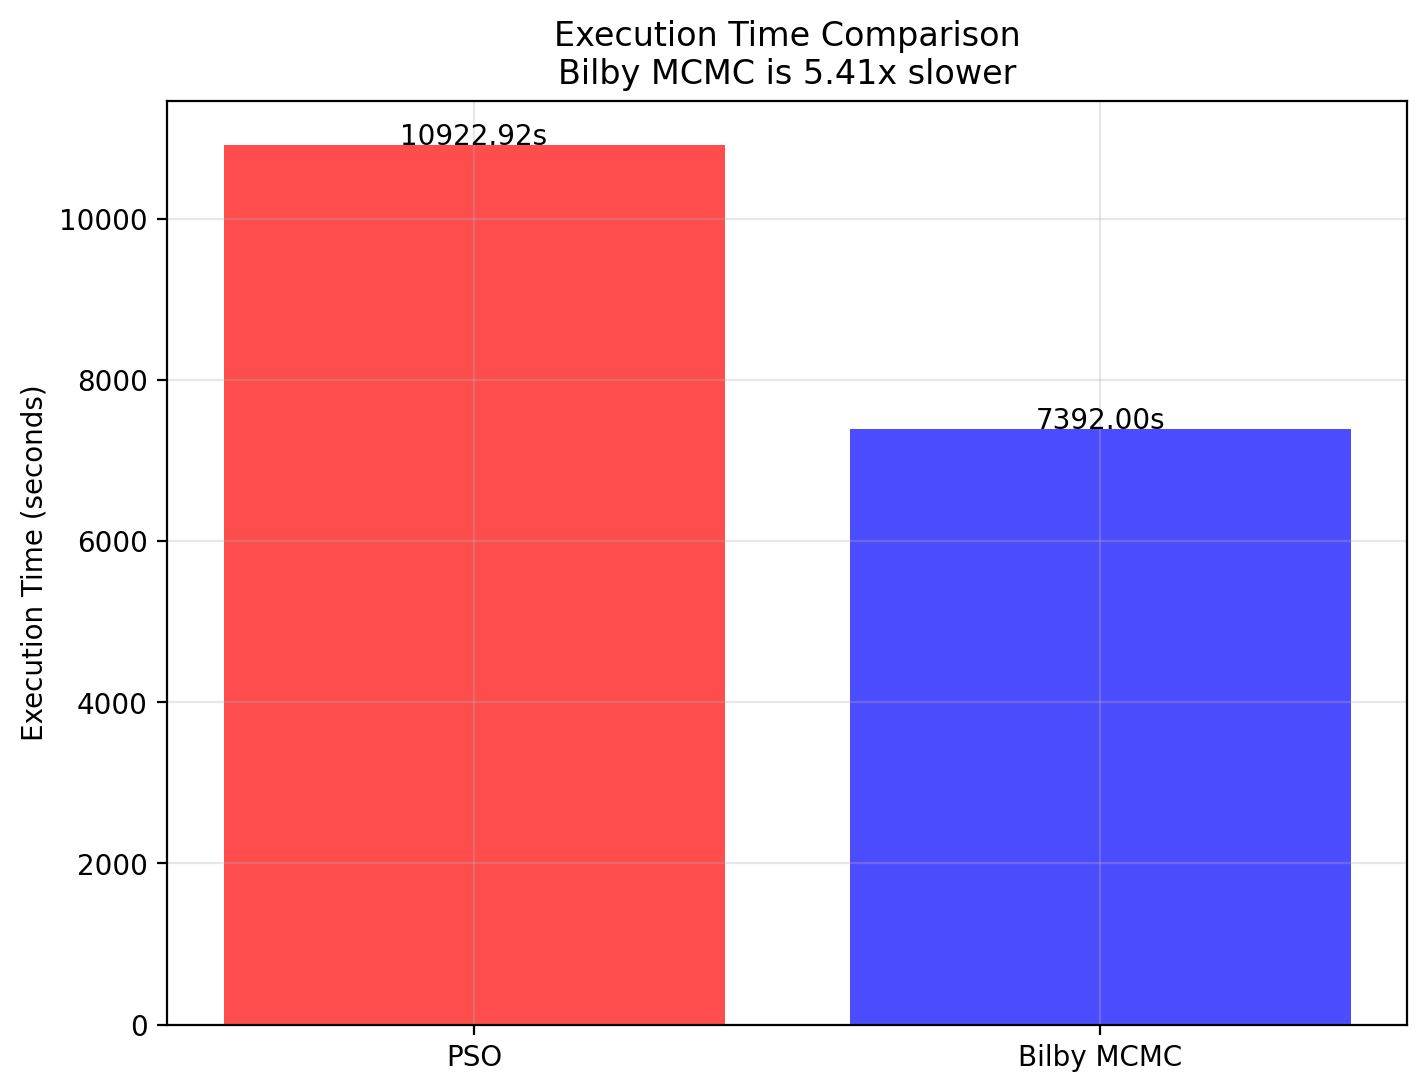 Execution Time Comparison
Bilby MCMC is 5.41x slower
10922.92s
10000
8000
7392.00s
Execution Time (seconds)
6000
4000
2000
0
PSO
Bilby MCMC